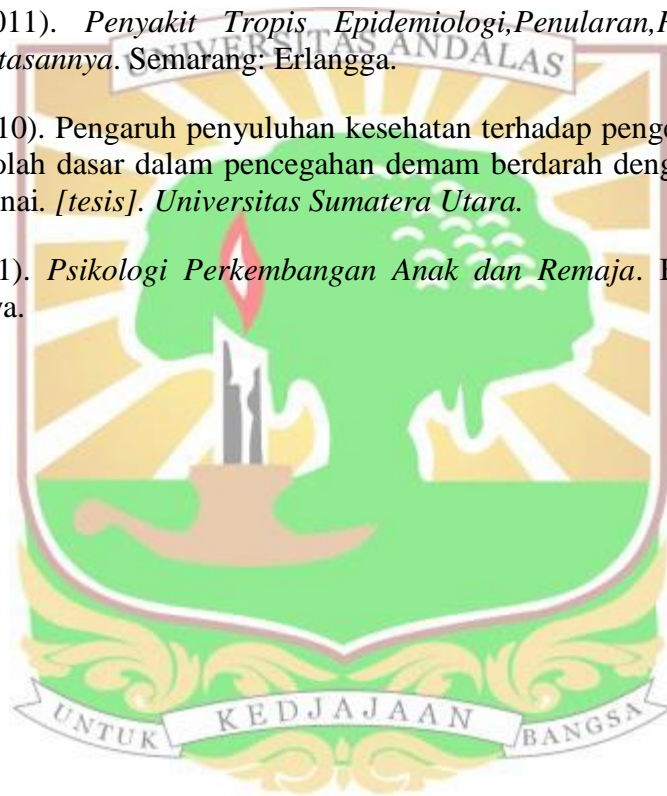 011). Penyakit Tropis Epidemiologi,Penularan,
UNIVERSITAS ANDALAS
tasannya. Semarang: Erlangga.
10). Pengaruh penyuluhan kesehatan terhadap penge
olah dasar dalam pencegahan demam berdarah deng
nai. [tesis]. Universitas Sumatera Utara.
1). Psikologi Perkembangan Anak dan Remaja.
ya.
UNTUK KEDJAJAAN BANGSA